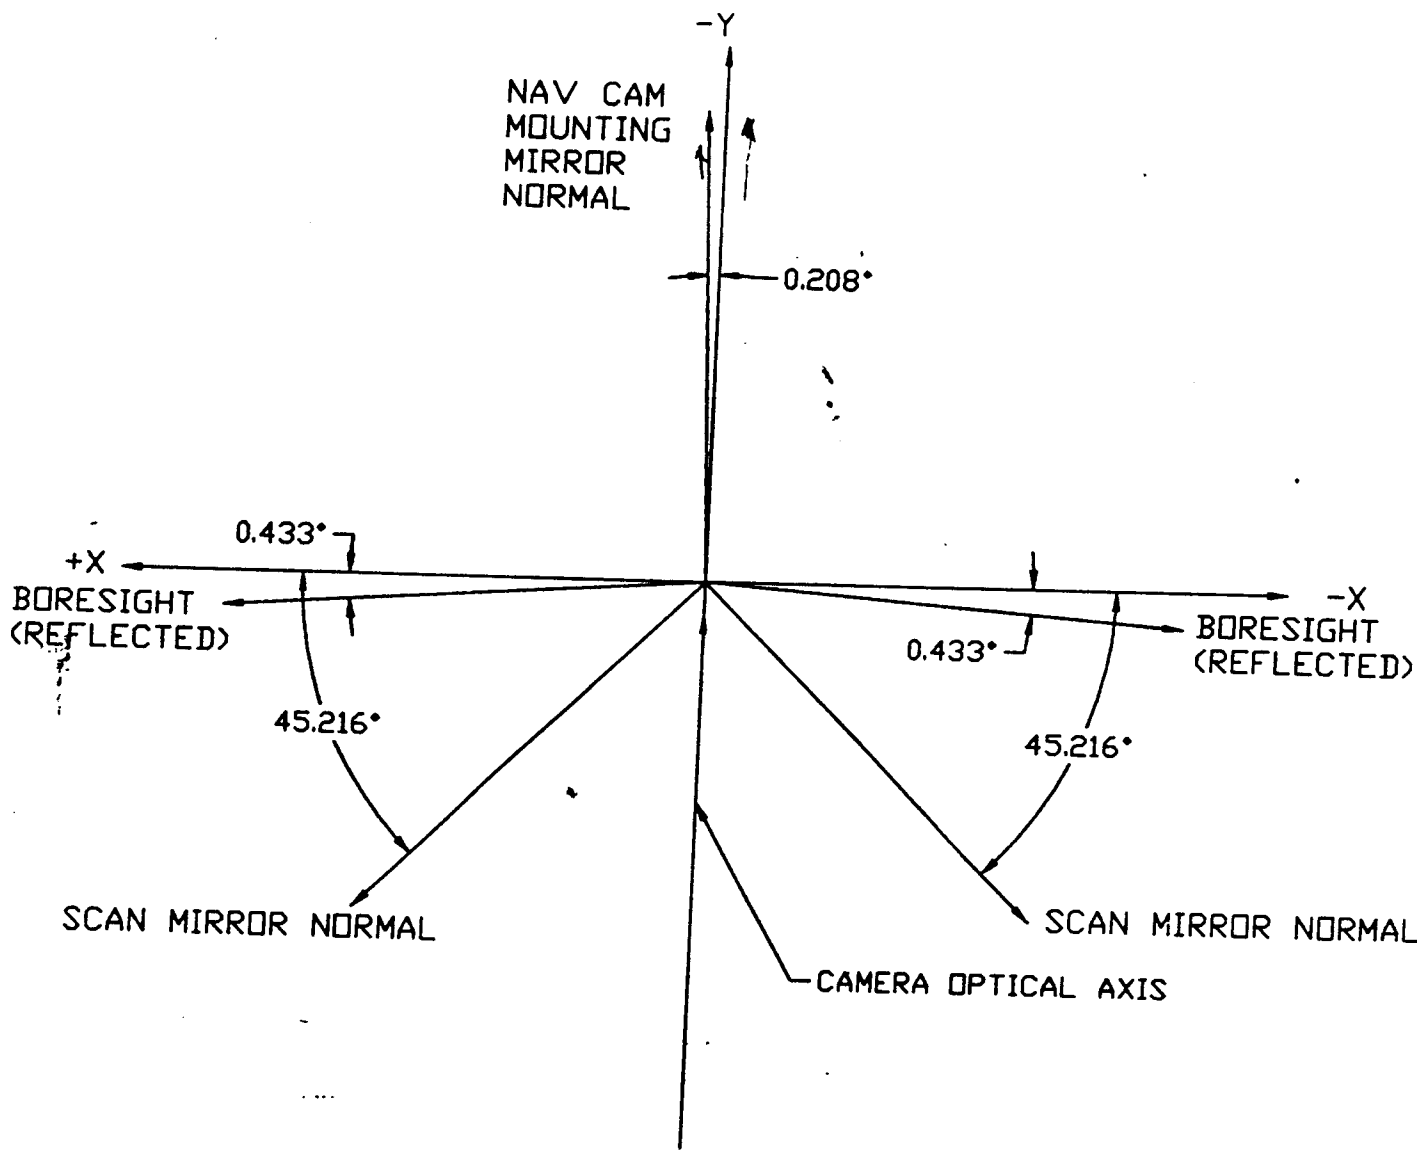 -Y
NAV CAM
MOUNTING
MIRROR
NORMAL
0.208°
0.433°
+X
BORESIGHT
(REFLECTED)
-X
BORESIGHT
(REFLECTED)
0.433°
45.216°
45.216°
SCAN MIRROR NORMAL
SCAN MIRROR NORMAL
CAMERA OPTICAL AXIS